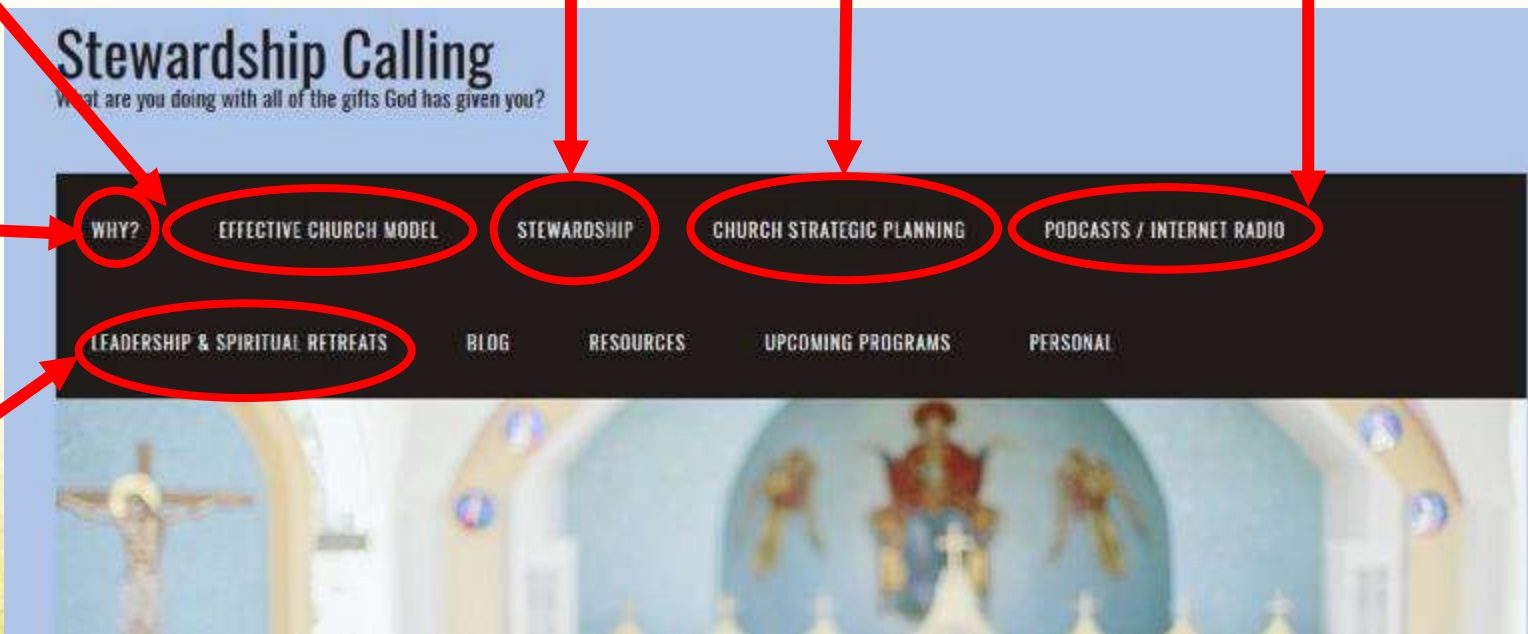 Stewardship Calling
What are you doing with all of the gifts God has given you?
WHY? EFFECTIVE CHURCH MODEL STEWARDSHIP CHURCH STRATEGIC PLANNING PODCASTS / INTERNET RADIO
LEADERSHIP & SPIRITUAL RETREATS BLOG RESOURCES UPCOMING PROGRAMS PERSONAL